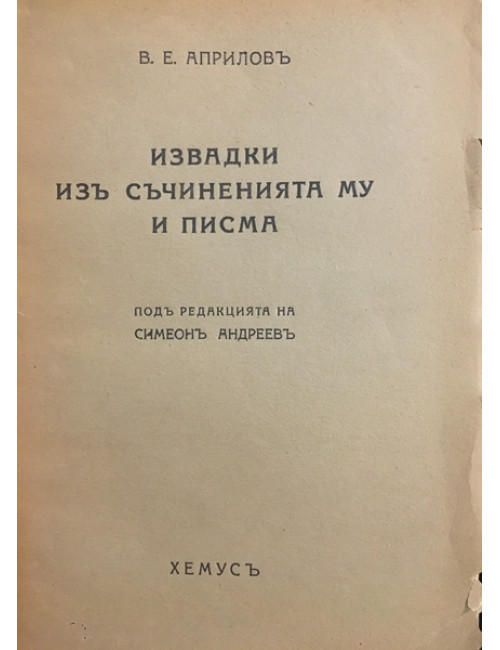 В. Е. АПРИЛОВЪ
ИЗВАДКИ
ИЗЪ СЪЧИНЕНИЯТА МУ
И ПИСМА
ПОДЪ РЕДАКЦИЯТА НА
СИМЕОНЪ АНДРЕЕВЪ
ХЕМУСЪ